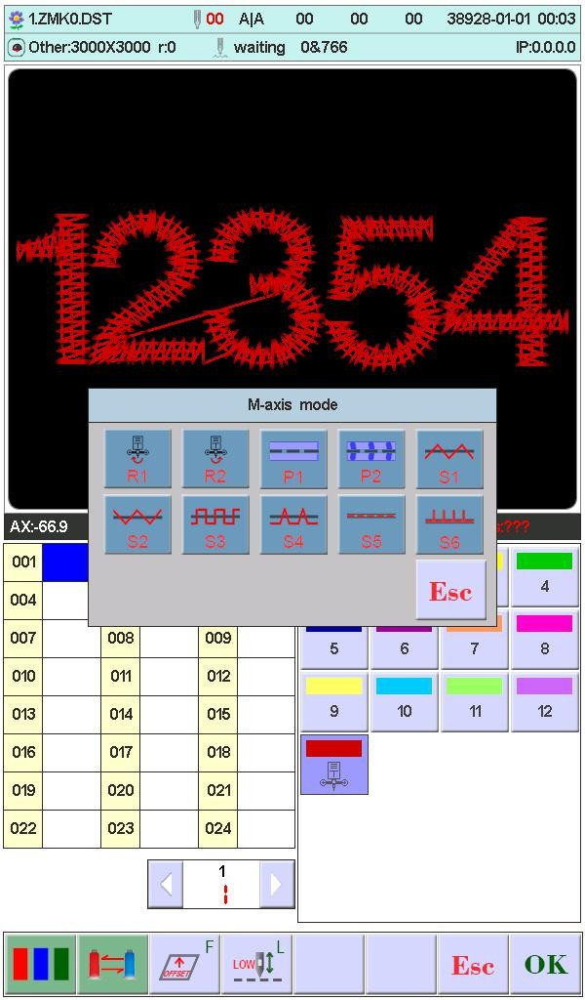 1.ZMK0.DST 00 A|A 00 00 00 38928-01-01 00:03
Other:3000X3000 r:0 waiting 0&766 IP:0.0.0.0
12354
M-axis mode
R1 R2 P1 P2 S1
S2 S3 S4 S5 S6
Esc
AX:-66.9 s:???
001
004
007 008 009
010 011 012
013 014 015
016 017 018
019 020 021
022 023 024
4
5 6 7 8
9 10 11 12
1
OFFSET F
LOW L
Esc
OK